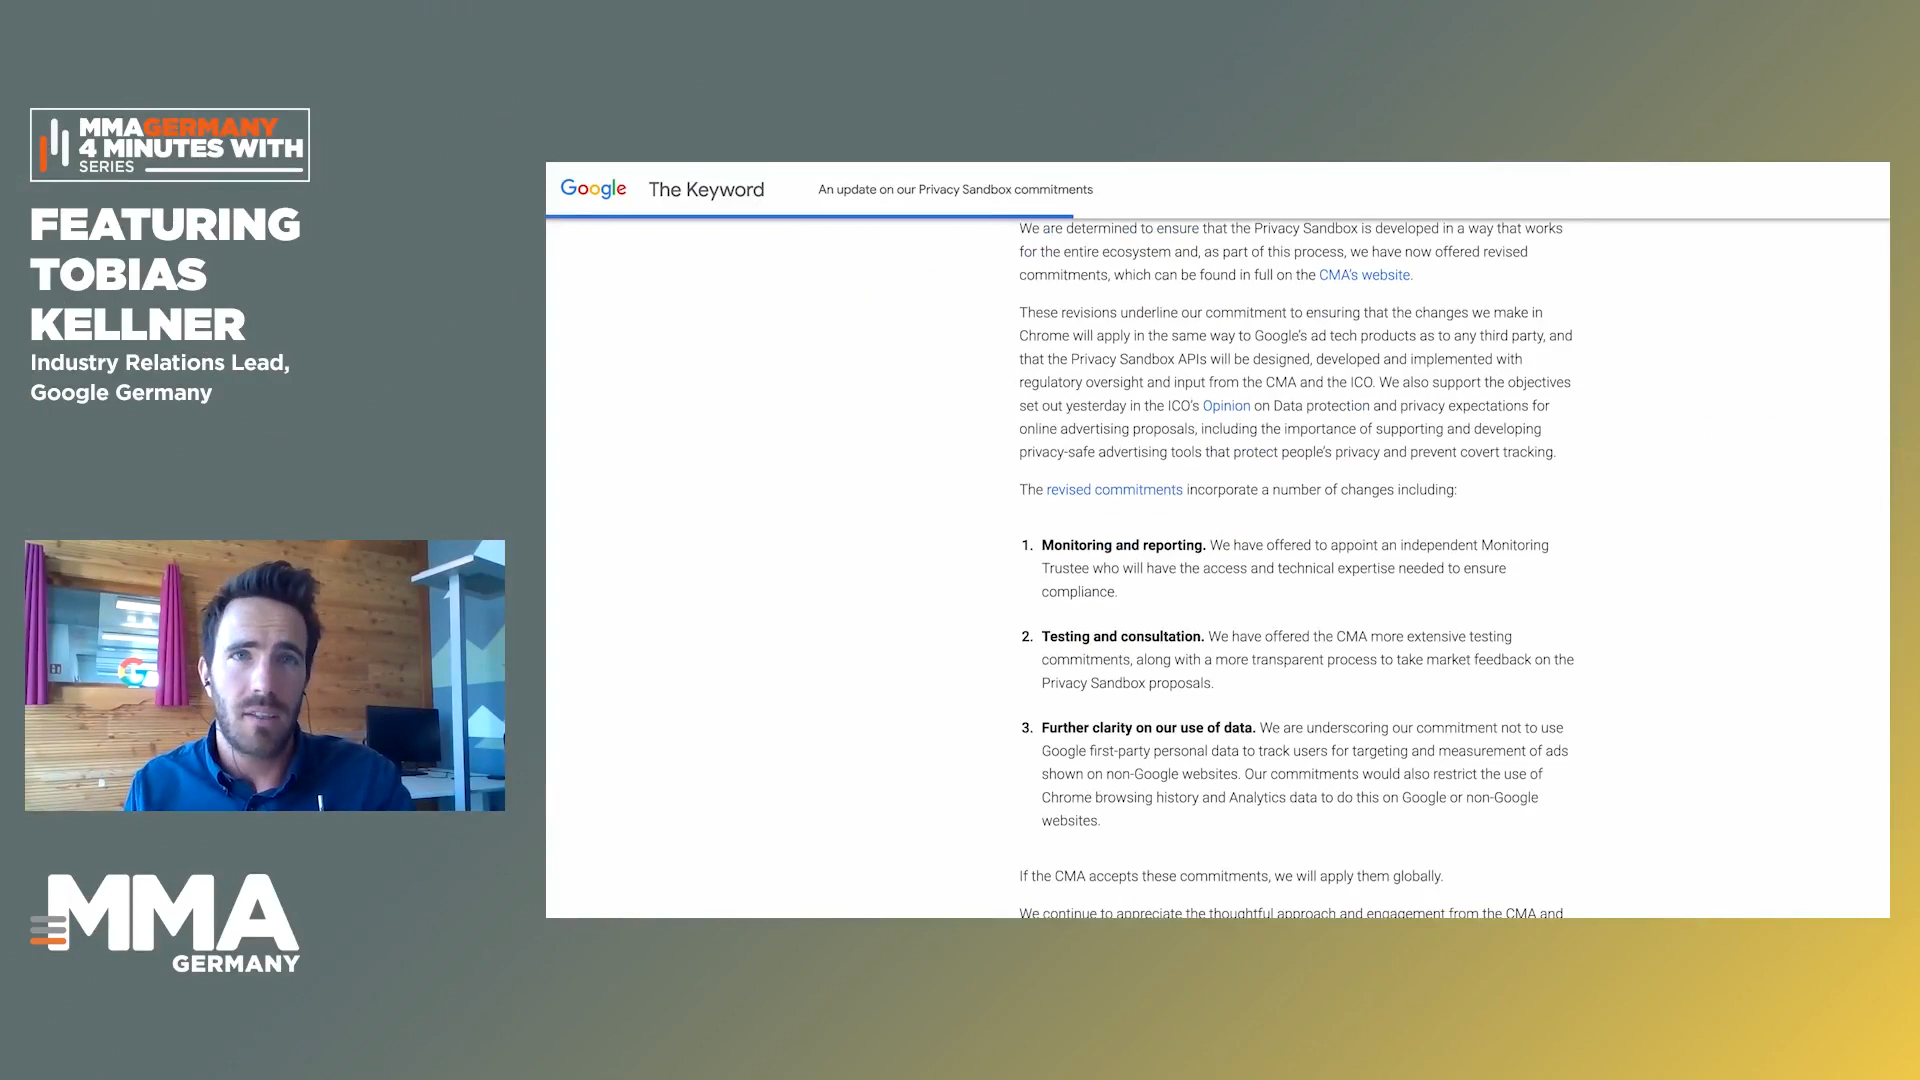 MMAGERMANY
4 MINUTES WITH
SERIES
FEATURING
TOBIAS
KELLNER
Industry Relations Lead,
Google Germany
MMA
GERMANY
Google The Keyword An update on our Privacy Sandbox commitments
We are determined to ensure that the Privacy Sandbox is developed in a way that works
for the entire ecosystem and, as part of this process, we have now offered revised
commitments, which can be found in full on the CMA's website.
These revisions underline our commitment to ensuring that the changes we make in
Chrome will apply in the same way to Google's ad tech products as to any third party, and
that the Privacy Sandbox APIs will be designed, developed and implemented with
regulatory oversight and input from the CMA and the ICO. We also support the objectives
set out yesterday in the ICO's Opinion on Data protection and privacy expectations for
online advertising proposals, including the importance of supporting and developing
privacy-safe advertising tools that protect people's privacy and prevent covert tracking.
The revised commitments incorporate a number of changes including:
1. Monitoring and reporting. We have offered to appoint an independent Monitoring
Trustee who will have the access and technical expertise needed to ensure
compliance.
2. Testing and consultation. We have offered the CMA more extensive testing
commitments, along with a more transparent process to take market feedback on the
Privacy Sandbox proposals.
3. Further clarity on our use of data. We are underscoring our commitment not to use
Google first-party personal data to track users for targeting and measurement of ads
shown on non-Google websites. Our commitments would also restrict the use of
Chrome browsing history and Analytics data to do this on Google or non-Google
websites.
If the CMA accepts these commitments, we will apply them globally.
We continue to appreciate the thoughtful approach and engagement from the CMA and